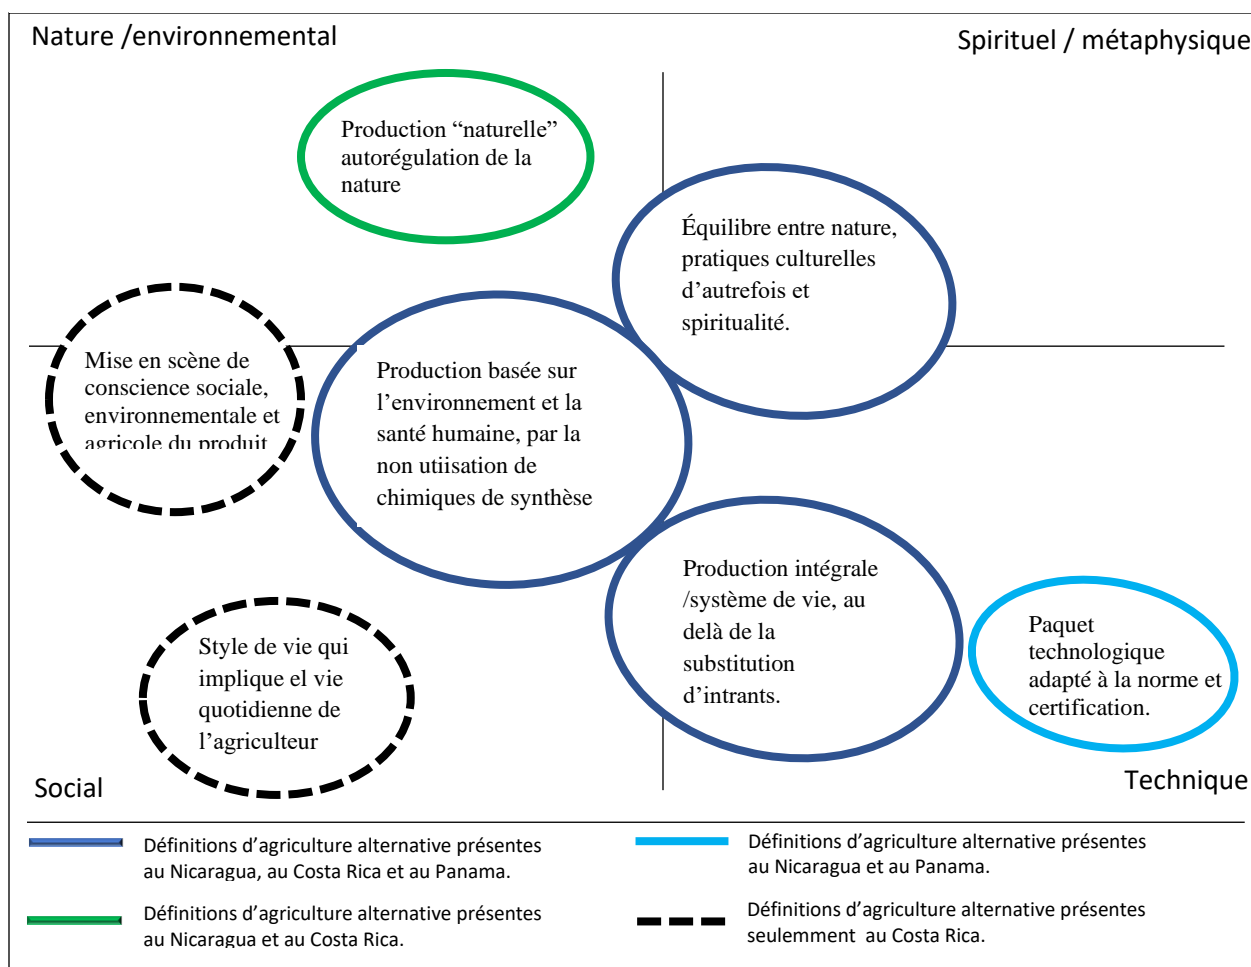 Nature /environnemental
Spirituel / métaphysique
Production “naturelle”
autorégulation de la
nature
Équilibre entre nature,
pratiques culturelles
d’autrefois et
spiritualité.
Mise en scène de
conscience sociale,
environnementale et
agricole du produit
Production basée sur
l’environnement et la
santé humaine, par la
non utiisation de
chimiques de synthèse
Style de vie qui
implique el vie
quotidienne de
l’agriculteur
Production intégrale
/système de vie, au
delà de la
substitution
d’intrants.
Paquet
technologique
adapté à la norme et
certification.
Social
Technique
Définitions d’agriculture alternative présentes
au Nicaragua, au Costa Rica et au Panama.
Définitions d’agriculture alternative présentes
au Nicaragua et au Panama.
Définitions d’agriculture alternative présentes
au Nicaragua et au Costa Rica.
Définitions d’agriculture alternative présentes
seulemment au Costa Rica.